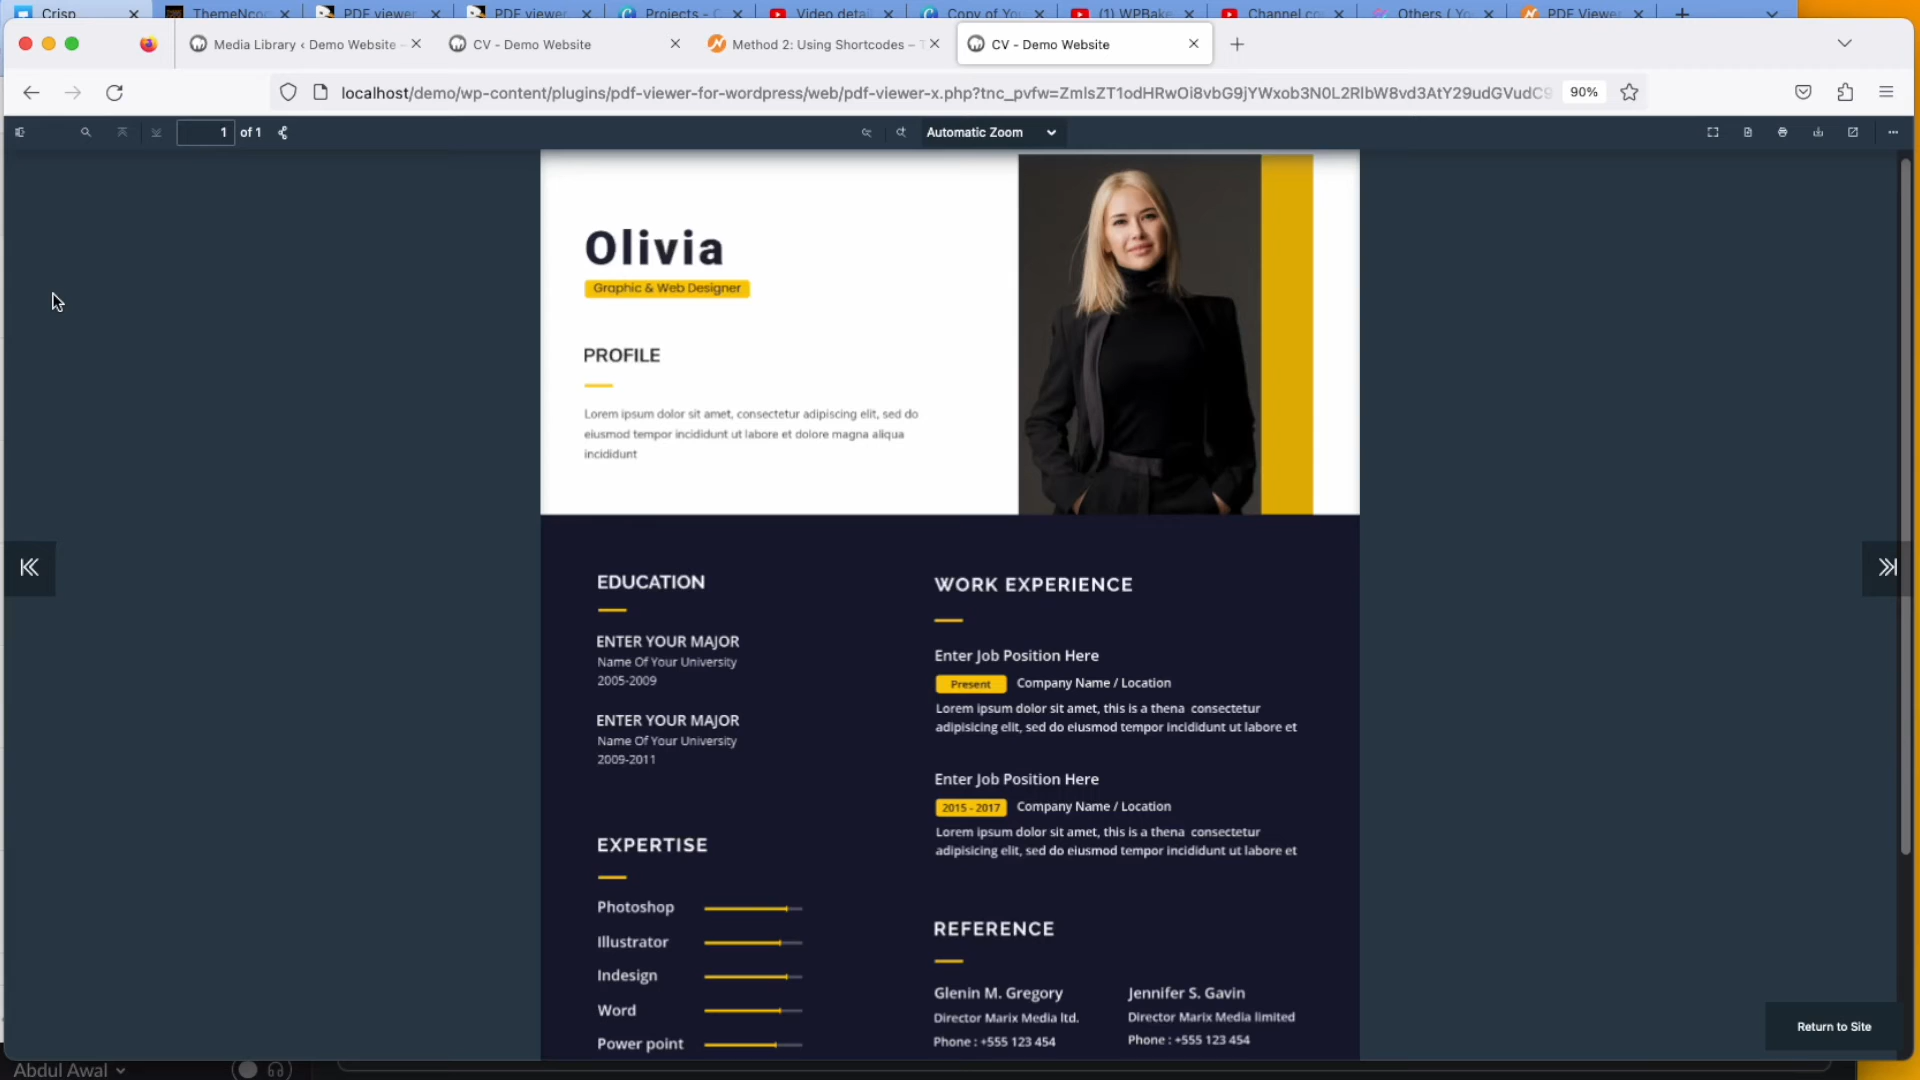 Crisp
ThemeNco
PDF viewer
PDF viewer
Projects - C
Video detai
Copy of Yo
(1) WPBake
Channel co
Others ( Yo
PDF Viewe
Media Library ‹ Demo Website –
CV - Demo Website
Method 2: Using Shortcodes – T
CV - Demo Website
localhost/demo/wp-content/plugins/pdf-viewer-for-wordpress/web/pdf-viewer-x.php?tnc_pvfw=
90%
1 of 1
Automatic Zoom
Olivia
Graphic & Web Designer
PROFILE
Lorem ipsum dolor sit amet, consectetur adipiscing elit, sed do
eiusmod tempor incididunt ut labore et dolore magna aliqua
incididunt
EDUCATION
ENTER YOUR MAJOR
Name Of Your University
2005-2009
ENTER YOUR MAJOR
Name Of Your University
2009-2011
EXPERTISE
Photoshop
Illustrator
Indesign
Word
Power point
WORK EXPERIENCE
Enter Job Position Here
Present Company Name / Location
Lorem ipsum dolor sit amet, this is a thena consectetur
adipisicing elit, sed do eiusmod tempor incididunt ut labore et
Enter Job Position Here
2015 - 2017 Company Name / Location
Lorem ipsum dolor sit amet, this is a thena consectetur
adipisicing elit, sed do eiusmod tempor incididunt ut labore et
REFERENCE
Glenin M. Gregory
Director Marix Media ltd.
Phone : +555 123 454
Jennifer S. Gavin
Director Marix Media limited
Phone : +555 123 454
Return to Site
Abdul Awal